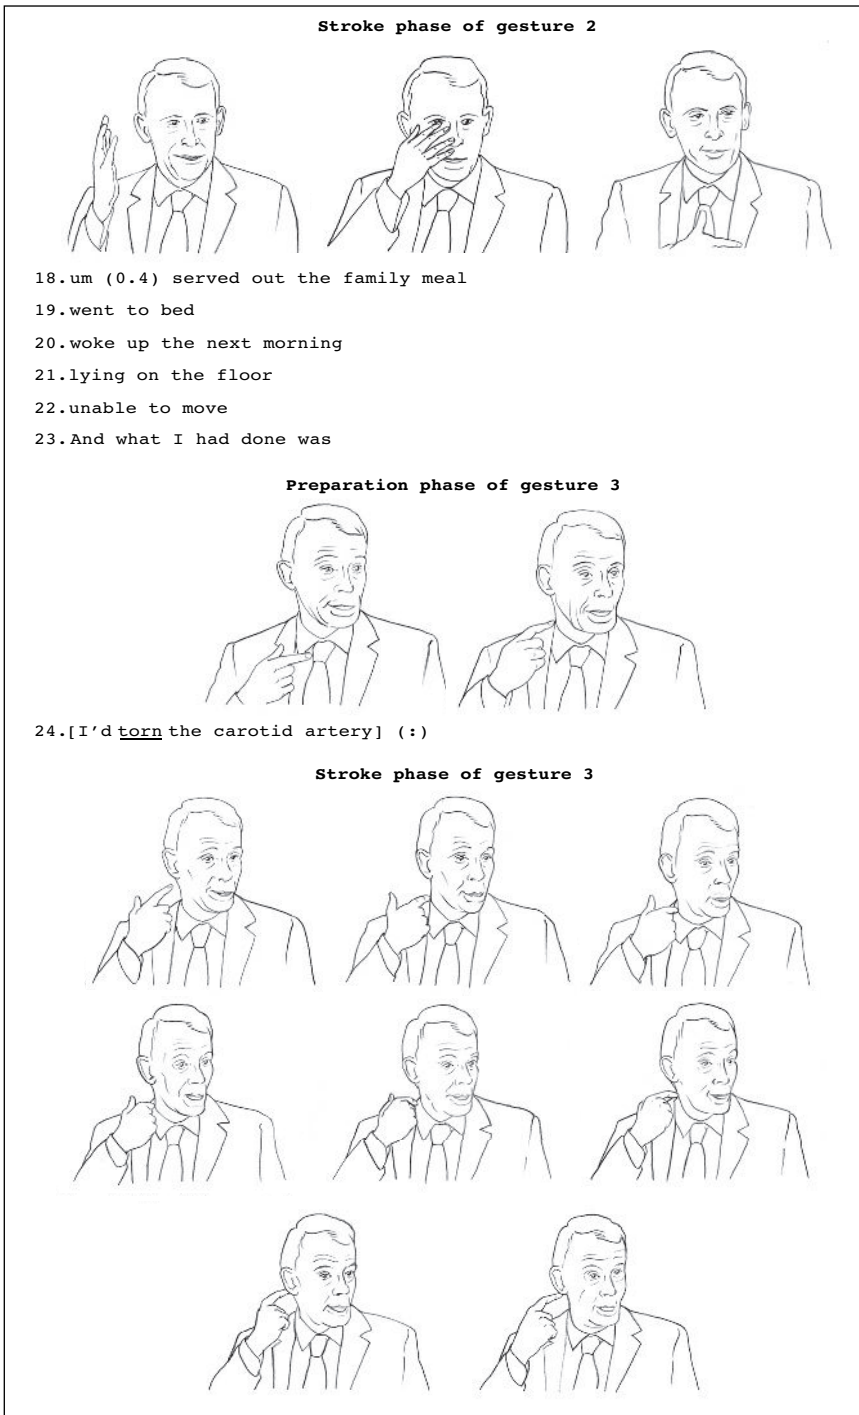 Stroke phase of gesture 2
18.um (0.4) served out the family meal
19.went to bed
20.woke up the next morning
21.lying on the floor
22.unable to move
23.And what I had done was
Preparation phase of gesture 3
24.[I'd torn the carotid artery] (:)
Stroke phase of gesture 3